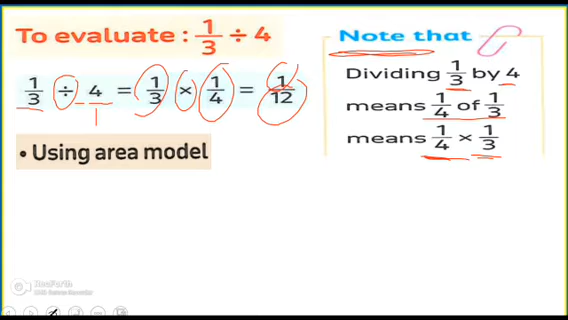 To evaluate : 1/3 ÷ 4
1/3 ÷ 4 = 1/3 × 1/4 = 1/12
1
• Using area model
Note that
Dividing 1/3 by 4
means 1/4 of 1/3
means 1/4 × 1/3